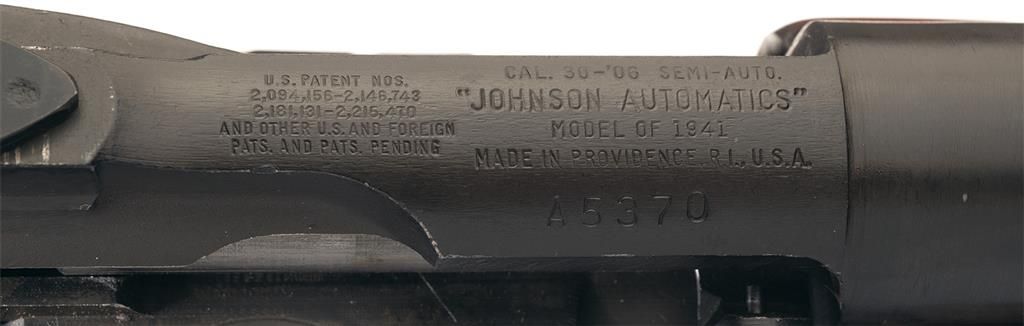 U.S. PATENT NOS.
2,094,156-2,146,743
2,181,131-2,215,470
AND OTHER U.S. AND FOREIGN
PATS. AND PATS. PENDING
CAL. 30-'06 SEMI-AUTO.
"JOHNSON AUTOMATICS"
MODEL OF 1941
MADE IN PROVIDENCE, R.I., U.S.A.
A5370